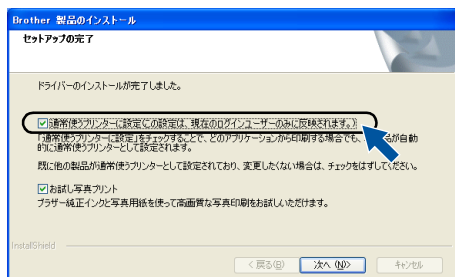 Brother 製品のインストール
セットアップの完了
ドライバーのインストールが完了しました。
通常使うプリンターに設定(この設定は、現在のログインユーザーのみに反映されます。)
「通常使うプリンターに設定」をチェックすることで、どのアプリケーションから印刷する場合でも、 品が自動
的に通常使うプリンターとして設定されます。
既に他の製品が通常使うプリンターとして設定されており、変更したくない場合は、チェックをはずしてください。
お試し写真プリント
ブラザー純正インクと写真用紙を使って高画質な写真印刷をお試しいただけます。
InstallShield
< 戻る(B) 次へ (N)> キャンセル